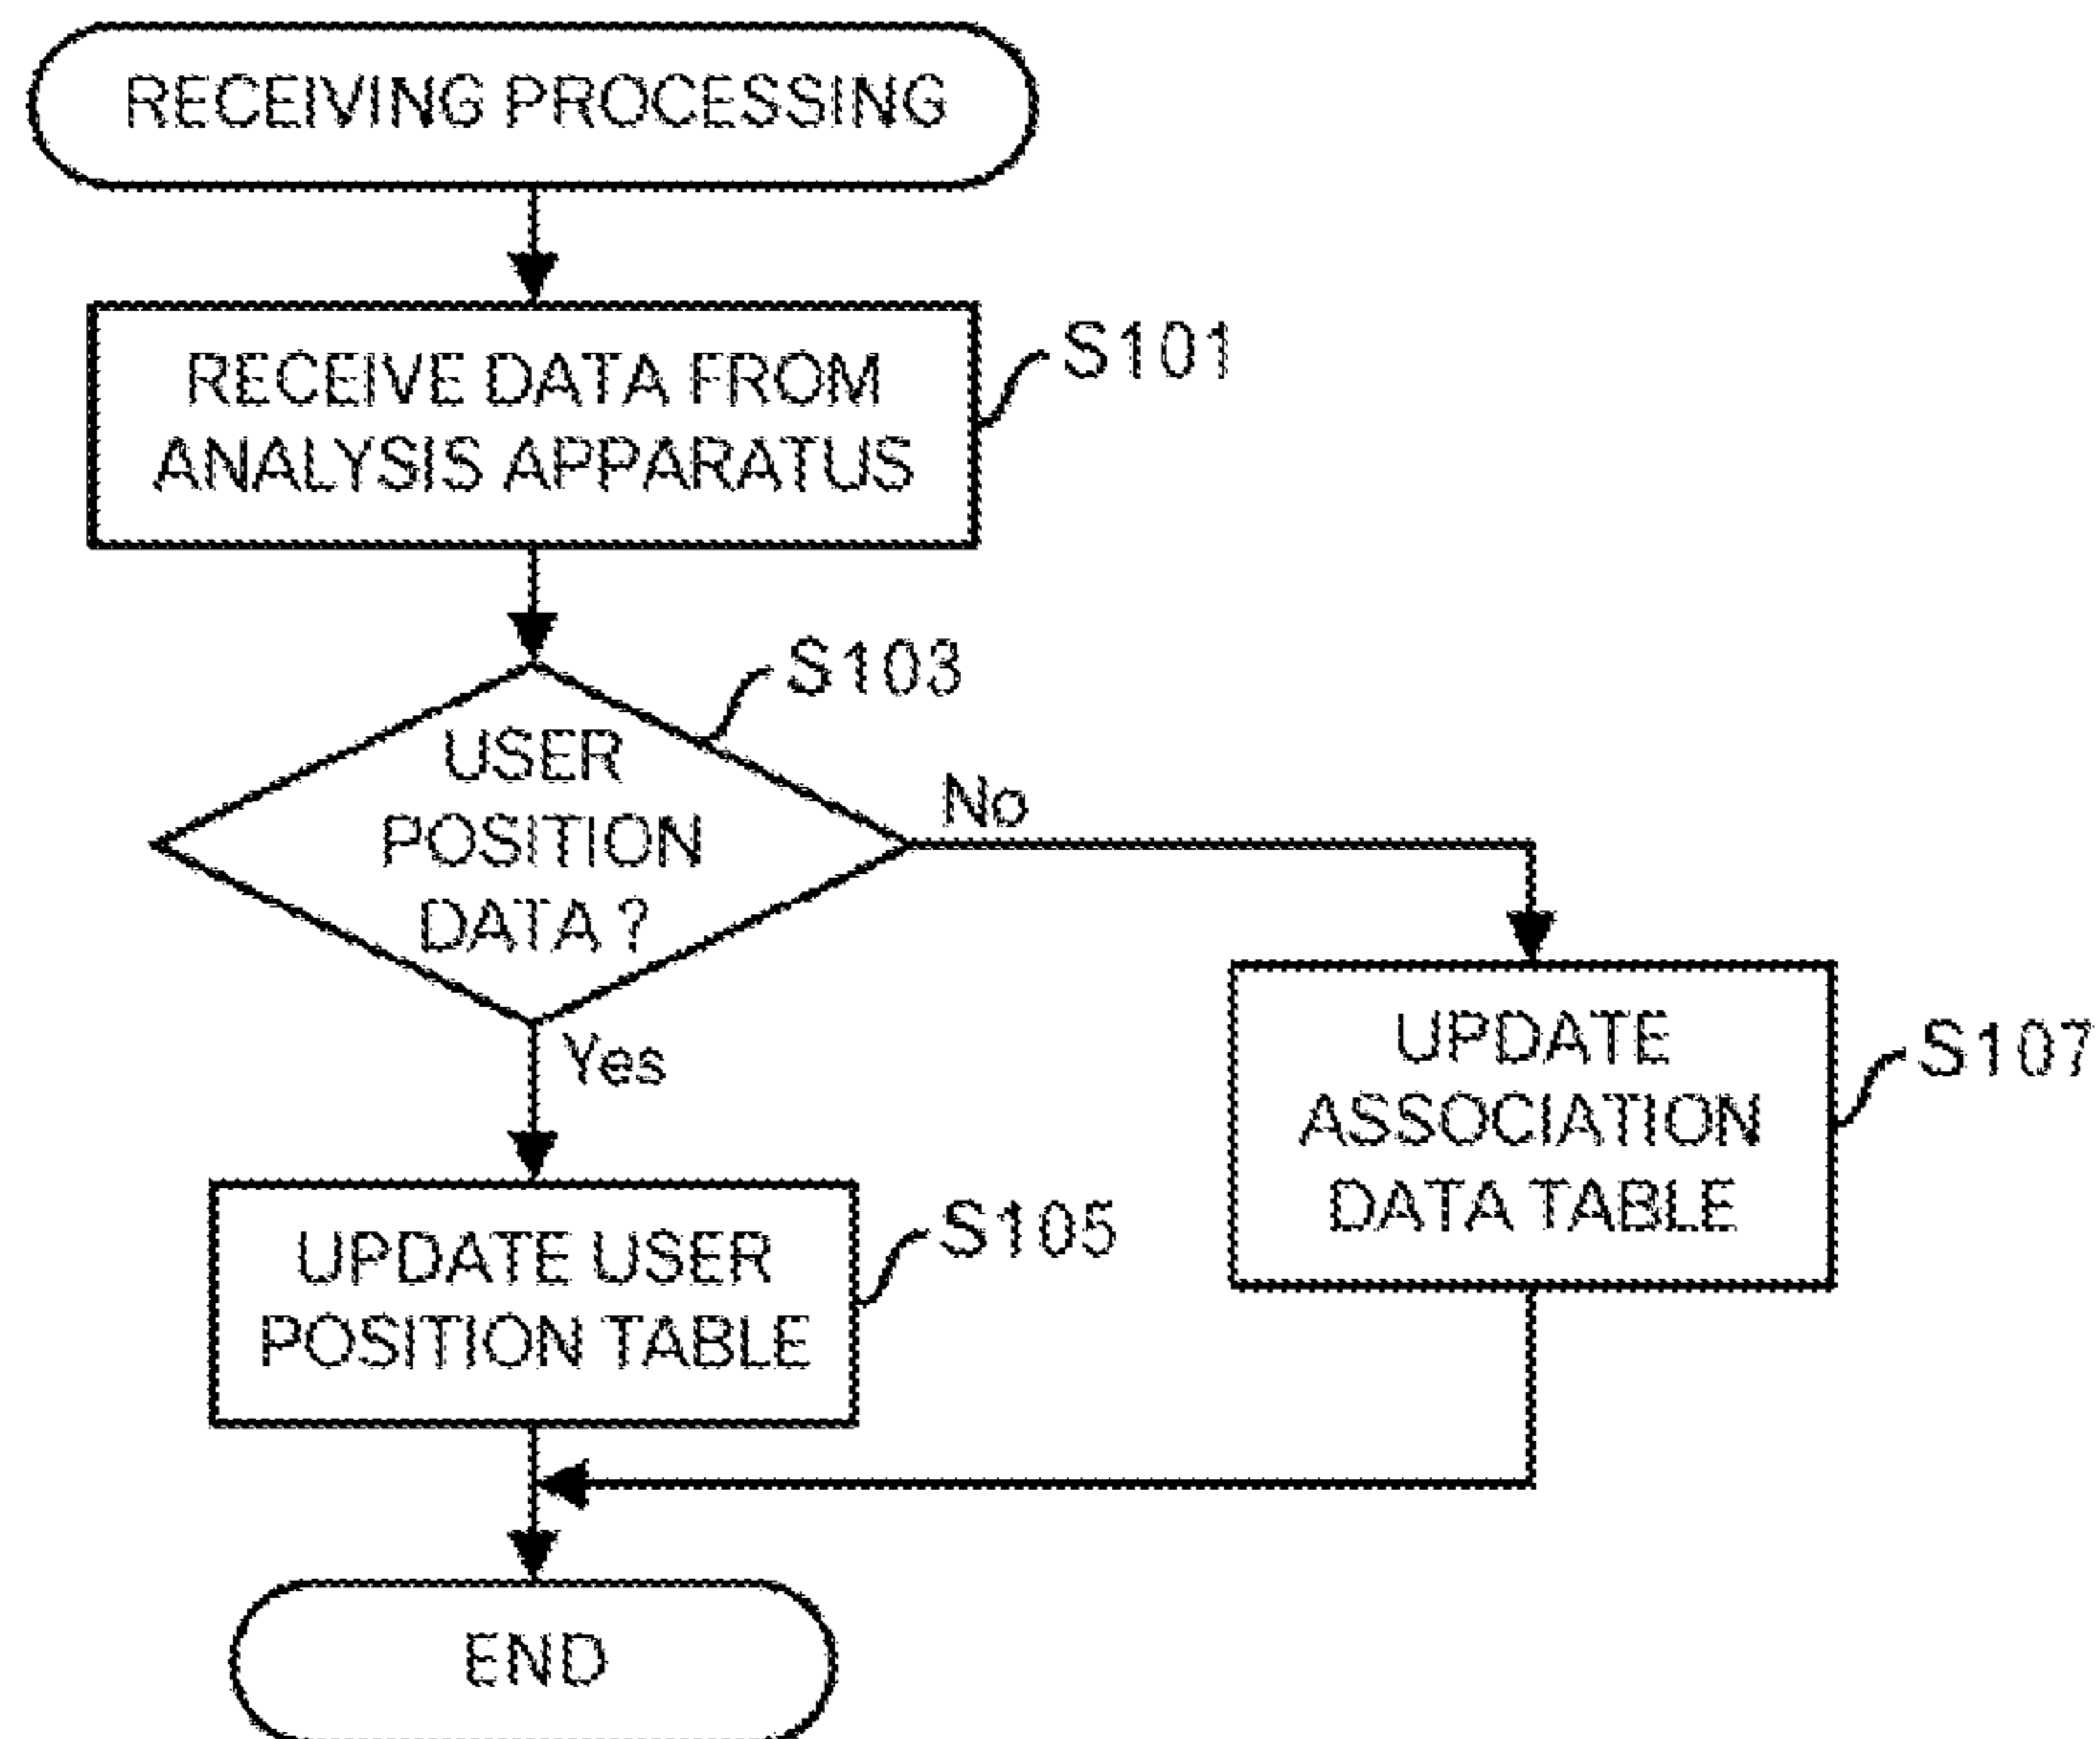 RECEIVING PROCESSING
RECEIVE DATA FROM
ANALYSIS APPARATUS
S101
S103
USER
POSITION
DATA ?
No
Yes
UPDATE
ASSOCIATION
DATA TABLE
S107
UPDATE USER
POSITION TABLE
S105
END